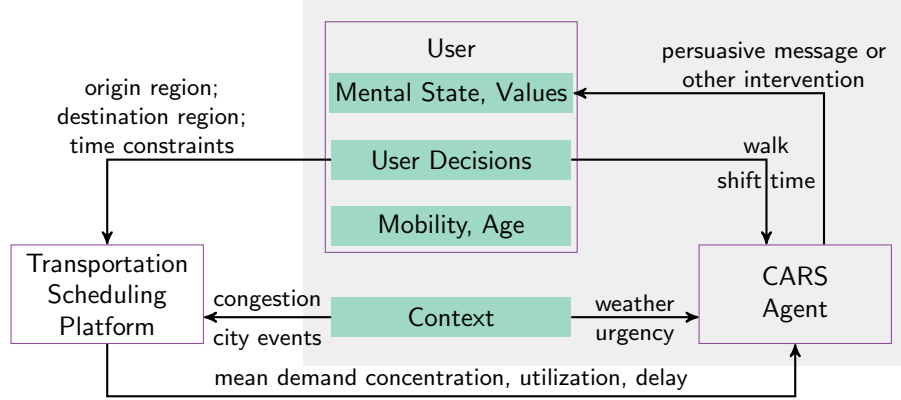 User
persuasive message or
other intervention
Mental State, Values
origin region;
destination region;
time constraints
User Decisions
walk
shift time
Mobility, Age
Transportation
Scheduling
Platform
congestion
city events
Context
weather
urgency
CARS
Agent
mean demand concentration, utilization, delay